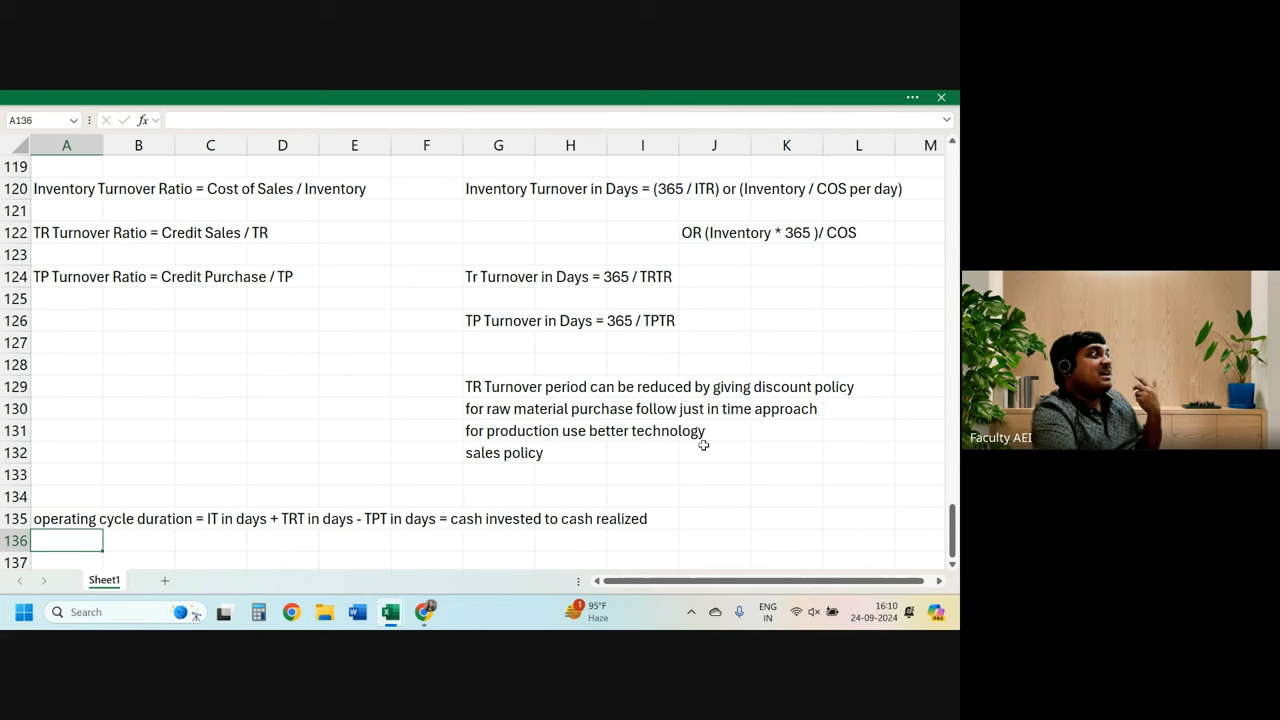 A136
fx
A B C D E F G H I J K L M
119
120 Inventory Turnover Ratio = Cost of Sales / Inventory Inventory Turnover in Days = (365 / ITR) or (Inventory / COS per day)
121
122 TR Turnover Ratio = Credit Sales / TR OR (Inventory * 365 )/ COS
123
124 TP Turnover Ratio = Credit Purchase / TP Tr Turnover in Days = 365 / TRTR
125
126 TP Turnover in Days = 365 / TPTR
127
128
129 TR Turnover period can be reduced by giving discount policy
130 for raw material purchase follow just in time approach
131 for production use better technology
132 sales policy
133
134
135 operating cycle duration = IT in days + TRT in days - TPT in days = cash invested to cash realized
136
137
Faculty AEI
Sheet1
Search
1
95°F
Haze
ENG
IN
16:10
24-09-2024
PRE